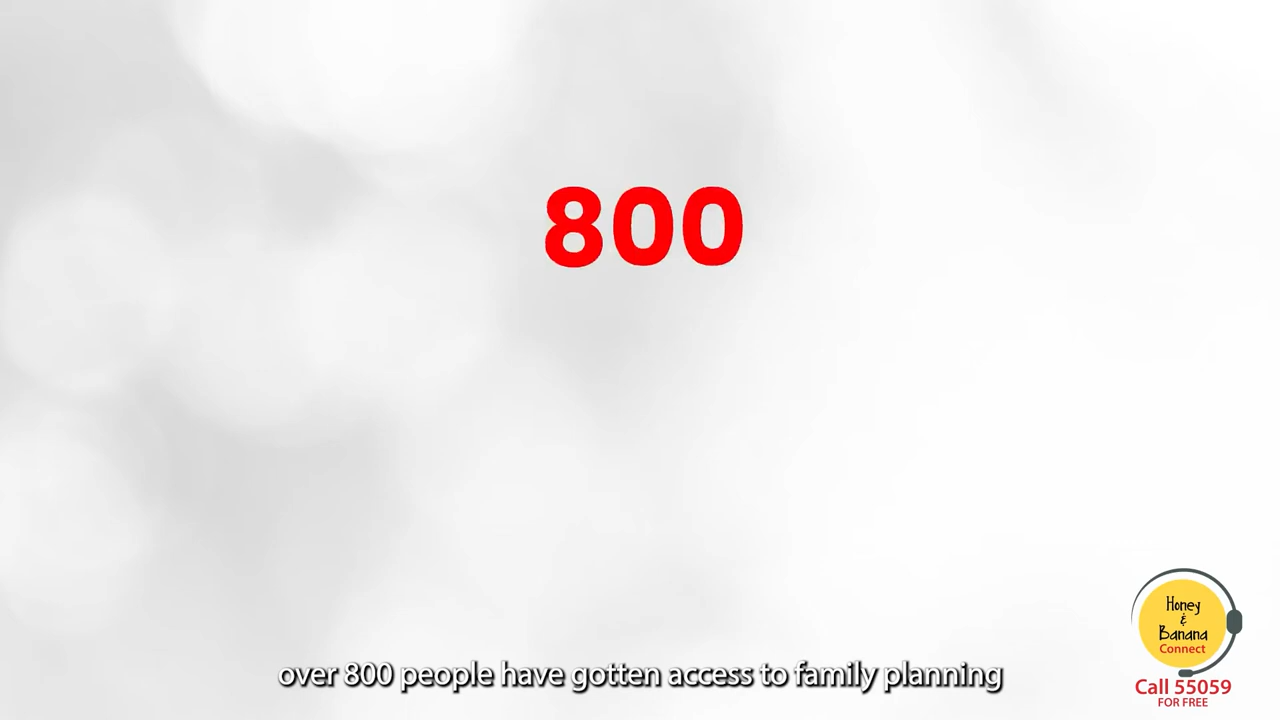 800
over 800 people have gotten access to family planning
Honey
&
Banana
Connect
Call 55059
FOR FREE